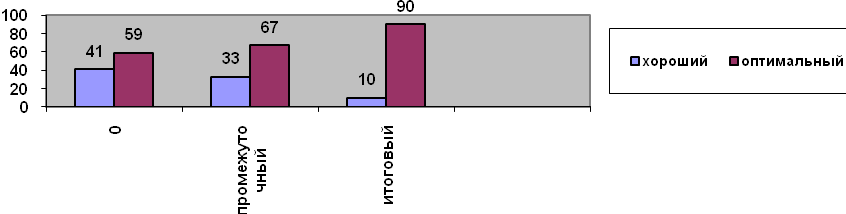 100
80
60
40
20
0
41
59
33
67
10
90
0
промежуто
чный
итоговый
хороший
оптимальный